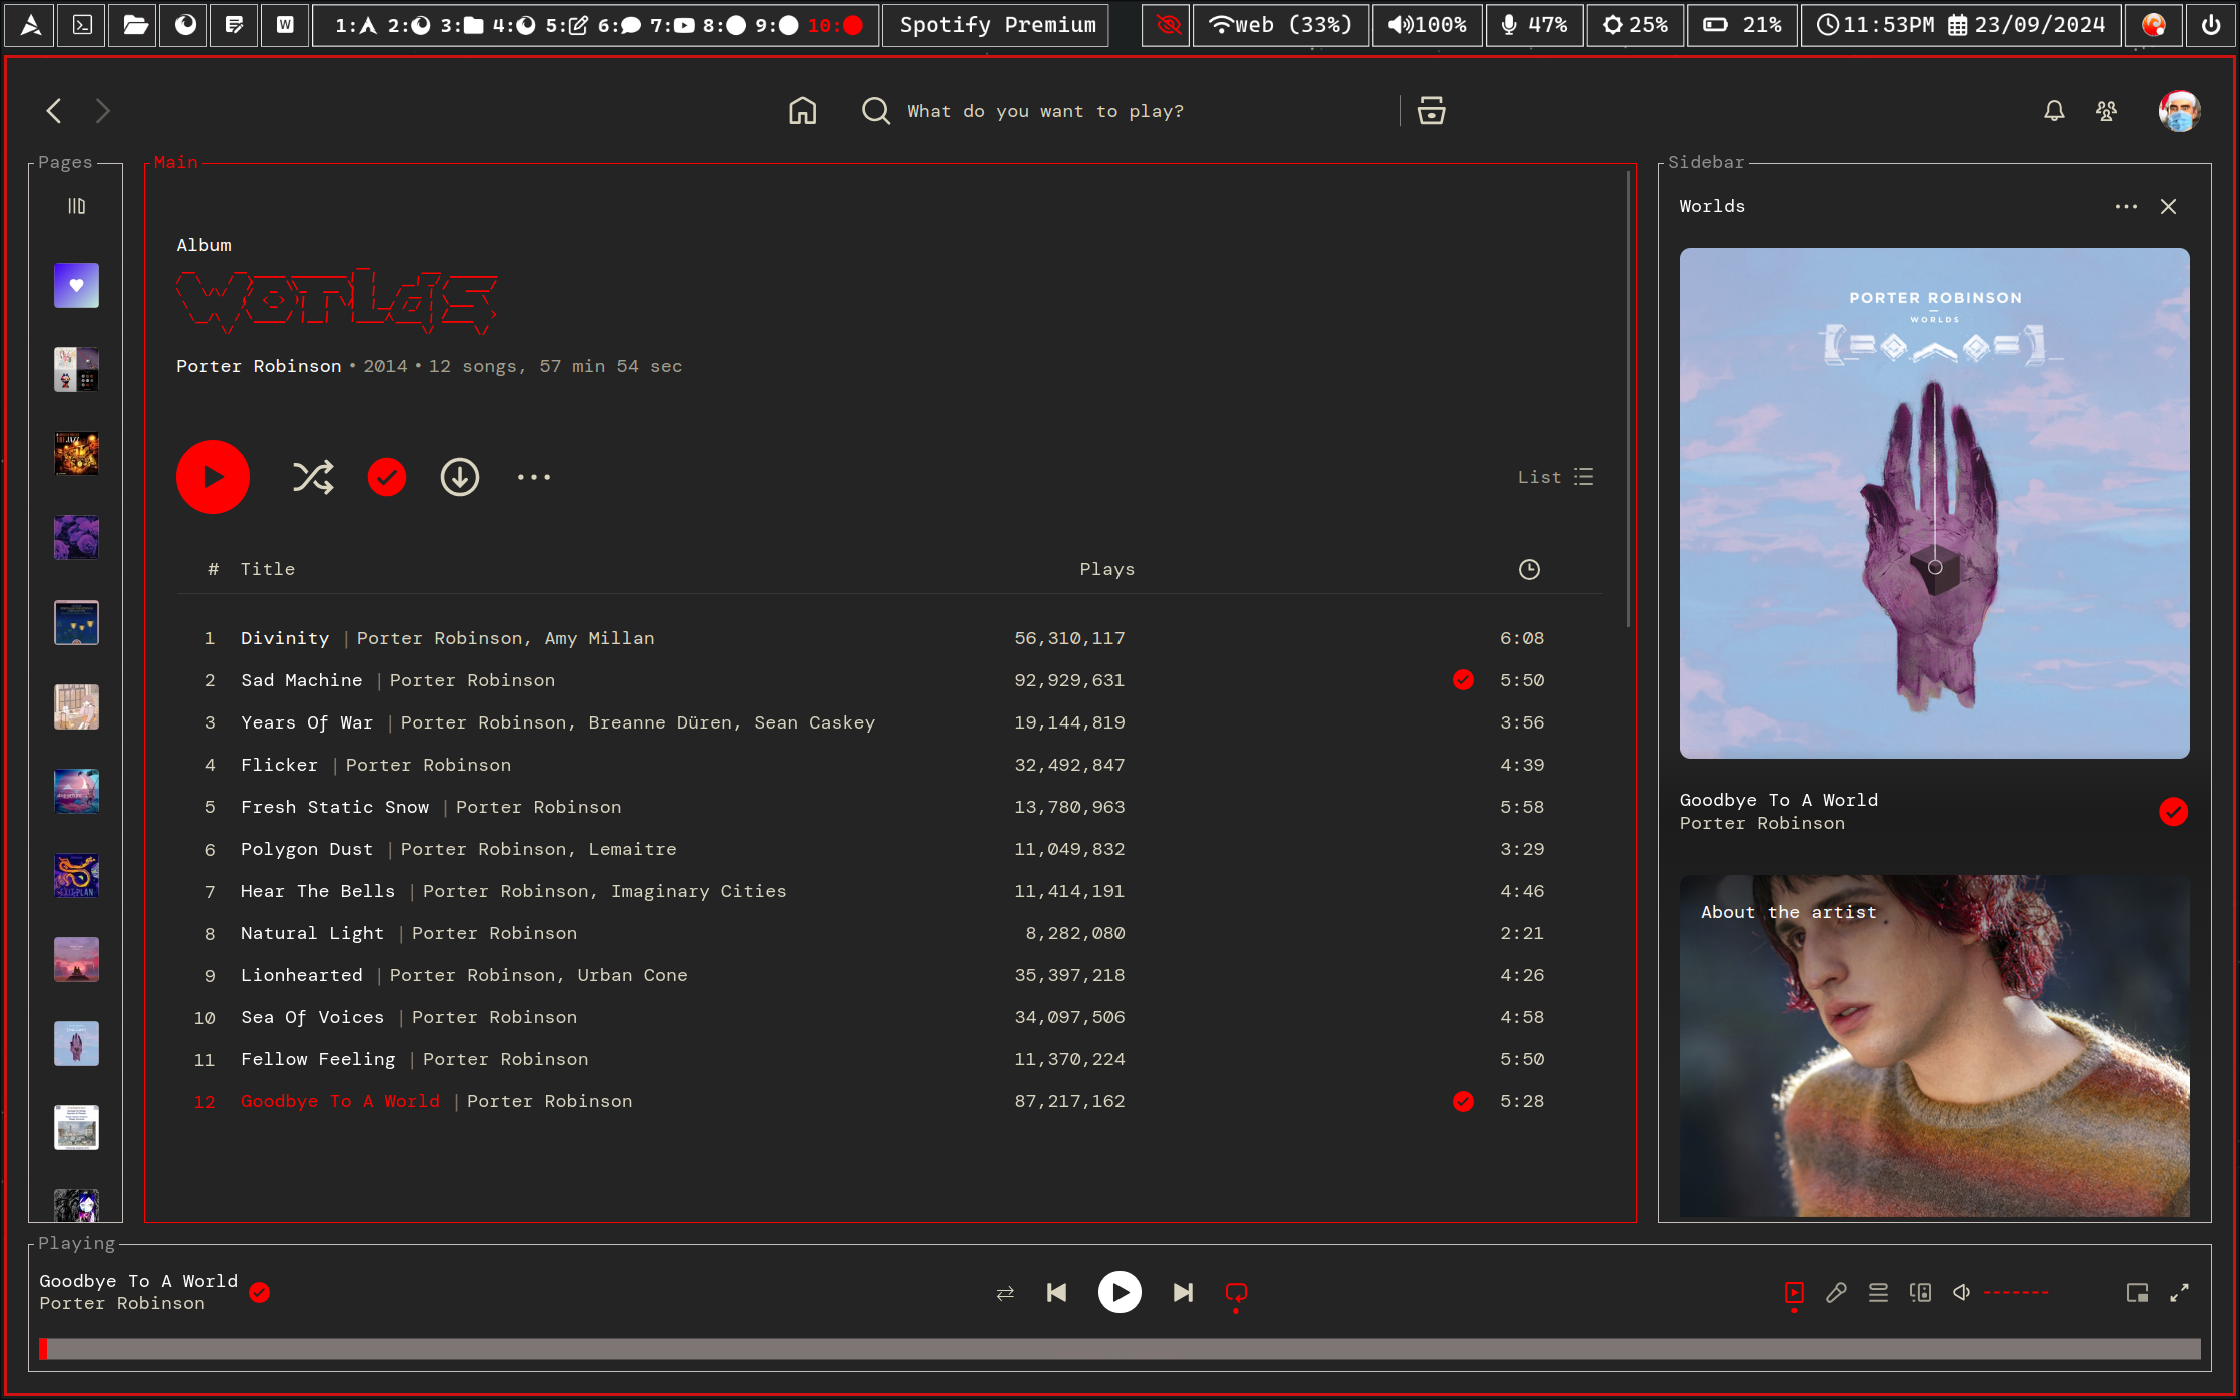 1: 2: 3: 4: 5: 6: 7: 8: 9: 10: Spotify Premium web (33%) 100% 47% 25% 21% 11:53PM 23/09/2024
W
What do you want to play?
Pages
Main
Album
Worlds
Porter Robinson • 2014 • 12 songs, 57 min 54 sec
List
# Title Plays
1 Divinity | Porter Robinson, Amy Millan 56,310,117 6:08
2 Sad Machine | Porter Robinson 92,929,631 5:50
3 Years Of War | Porter Robinson, Breanne Düren, Sean Caskey 19,144,819 3:56
4 Flicker | Porter Robinson 32,492,847 4:39
5 Fresh Static Snow | Porter Robinson 13,780,963 5:58
6 Polygon Dust | Porter Robinson, Lemaitre 11,049,832 3:29
7 Hear The Bells | Porter Robinson, Imaginary Cities 11,414,191 4:46
8 Natural Light | Porter Robinson 8,282,080 2:21
9 Lionhearted | Porter Robinson, Urban Cone 35,397,218 4:26
10 Sea Of Voices | Porter Robinson 34,097,506 4:58
11 Fellow Feeling | Porter Robinson 11,370,224 5:50
12 Goodbye To A World | Porter Robinson 87,217,162 5:28
Sidebar
Worlds
PORTER ROBINSON
WORLDS
Goodbye To A World
Porter Robinson
About the artist
Playing
Goodbye To A World
Porter Robinson